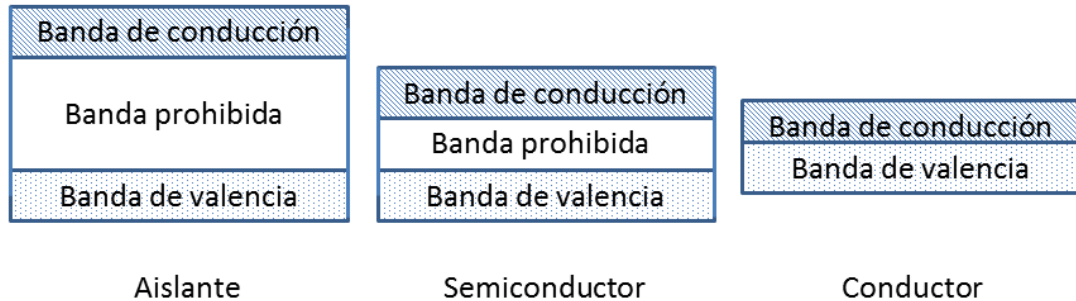 Banda de conducción
Banda prohibida
Banda de valencia
Aislante
Banda de conducción
Banda prohibida
Banda de valencia
Semiconductor
Banda de conducción
Banda de valencia
Conductor